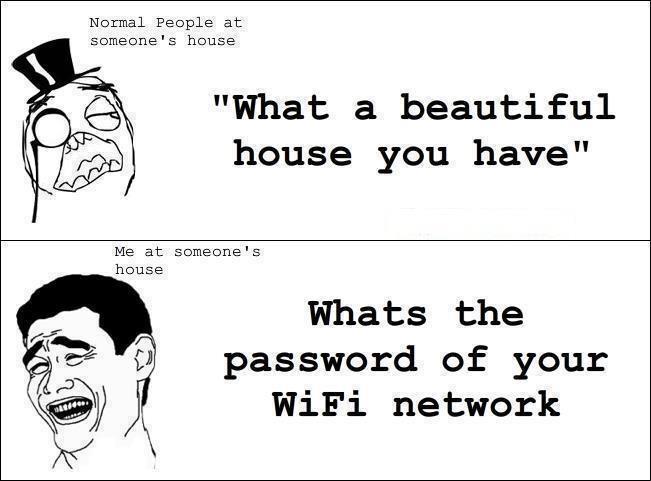 Normal People at
someone's house
"What a beautiful
house you have"
Me at someone's
house
Whats the
password of your
WiFi network